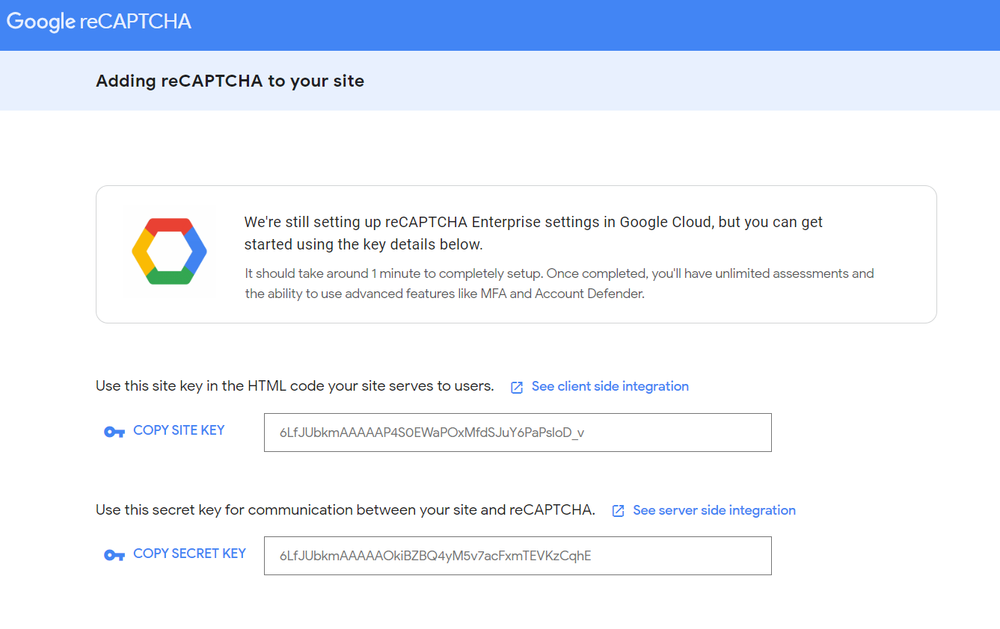 Google reCAPTCHA
Adding reCAPTCHA to your site
We're still setting up reCAPTCHA Enterprise settings in Google Cloud, but you can get
started using the key details below.
It should take around 1 minute to completely setup. Once completed, you'll have unlimited assessments and
the ability to use advanced features like MFA and Account Defender.
Use this site key in the HTML code your site serves to users. See client side integration
COPY SITE KEY 6LfJUbkmAAAAAP4S0EWaPOxMfdSJuY6PaPsloD_v
Use this secret key for communication between your site and reCAPTCHA. See server side integration
COPY SECRET KEY 6LfJUbkmAAAAAOkiBZBQ4yM5v7acFxmTEVKzCqhE